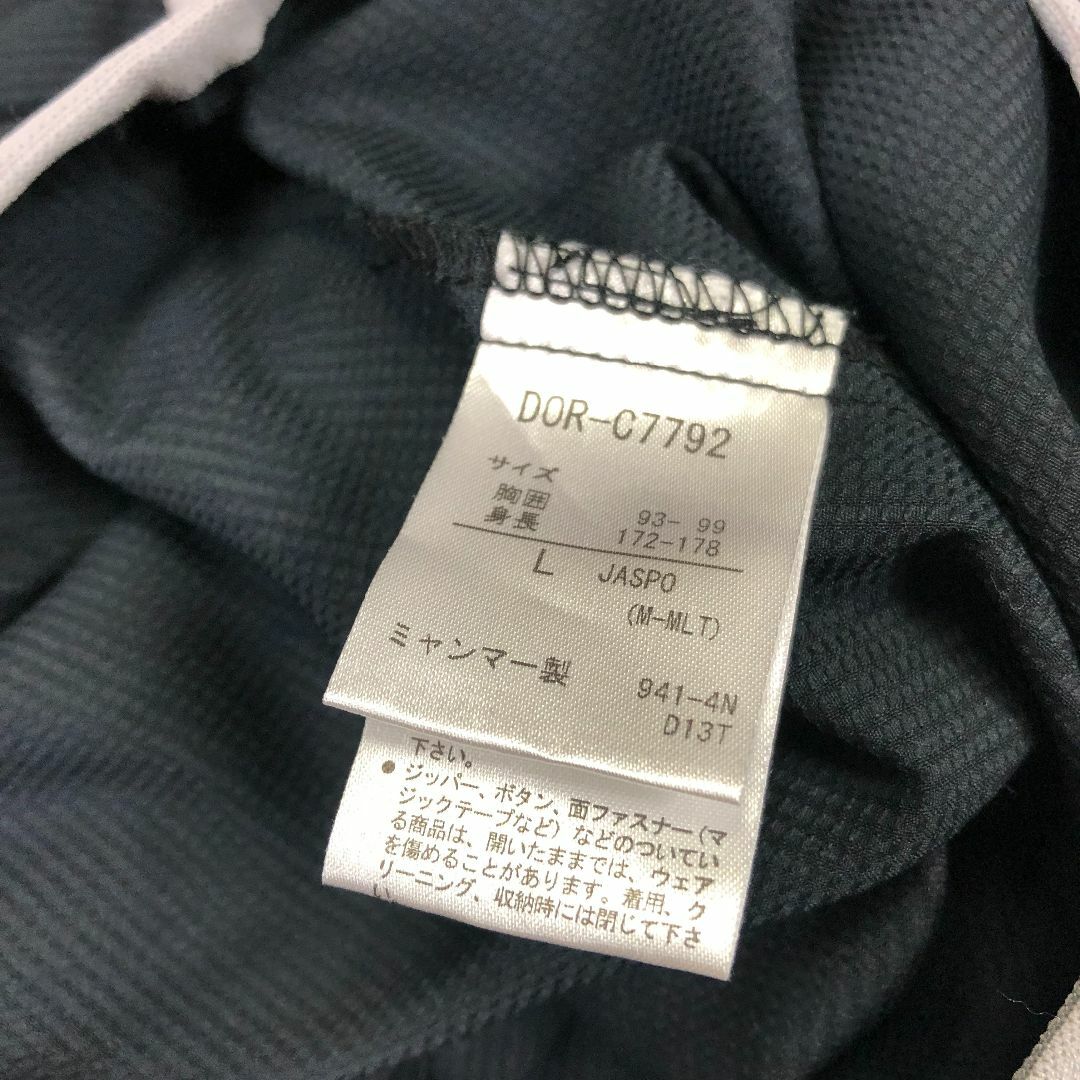 DOR-C7792
サイズ
胸囲 93- 99
身長 172-178
L JASPO
(M-MLT)
ミャンマー製
941-4N
D13T
下さい。
● ジッパー、ボタン、面ファスナー(マ
ジックテープなど)などのついてい
る商品は、開いたままでは、ウェア
を傷めることがあります。着用、ク
リーニング、収納時には閉じて下さ
い